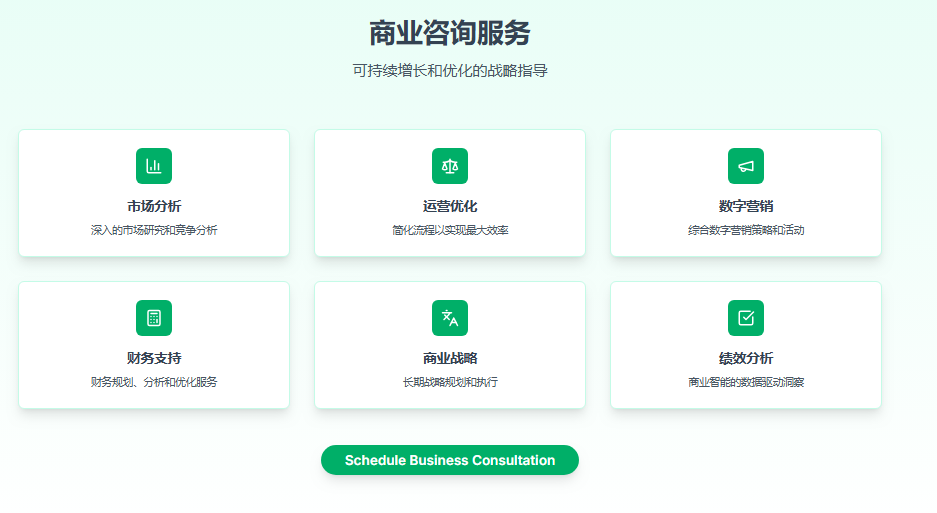 商业咨询服务
可持续增长和优化的战略指导
市场分析
深入的市场研究和竞争分析
运营优化
简化流程以实现最大效率
数字营销
综合数字营销策略和活动
财务支持
财务规划、分析和优化服务
商业战略
长期战略规划和执行
绩效分析
商业智能的数据驱动洞察
Schedule Business Consultation